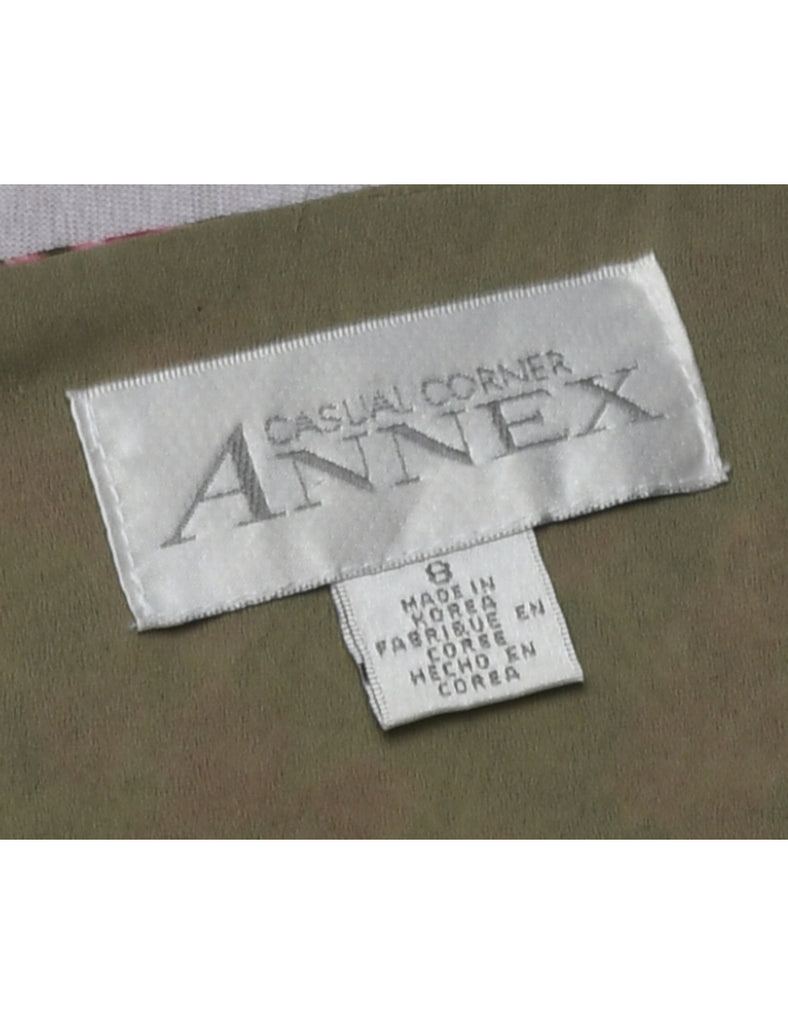 CASUAL CORNER
ANNEX
8
MADE IN
KOREA
FABRIQUE EN
COREE
HECHO EN
COREA